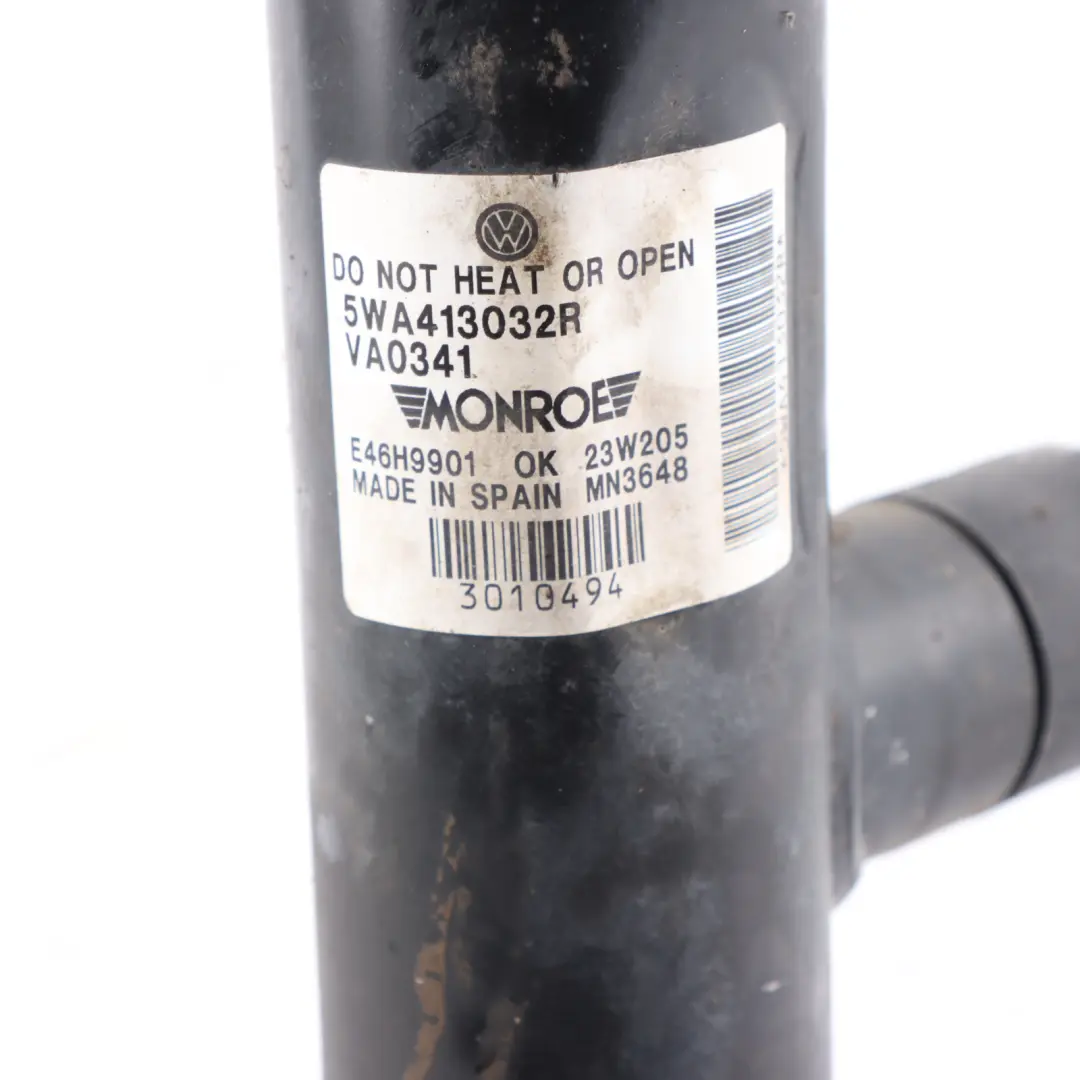 DO NOT HEAT OR OPEN
5WA413032R
VA0341
MONROE
E46H9901 OK 23W205
MADE IN SPAIN MN3648
3010494